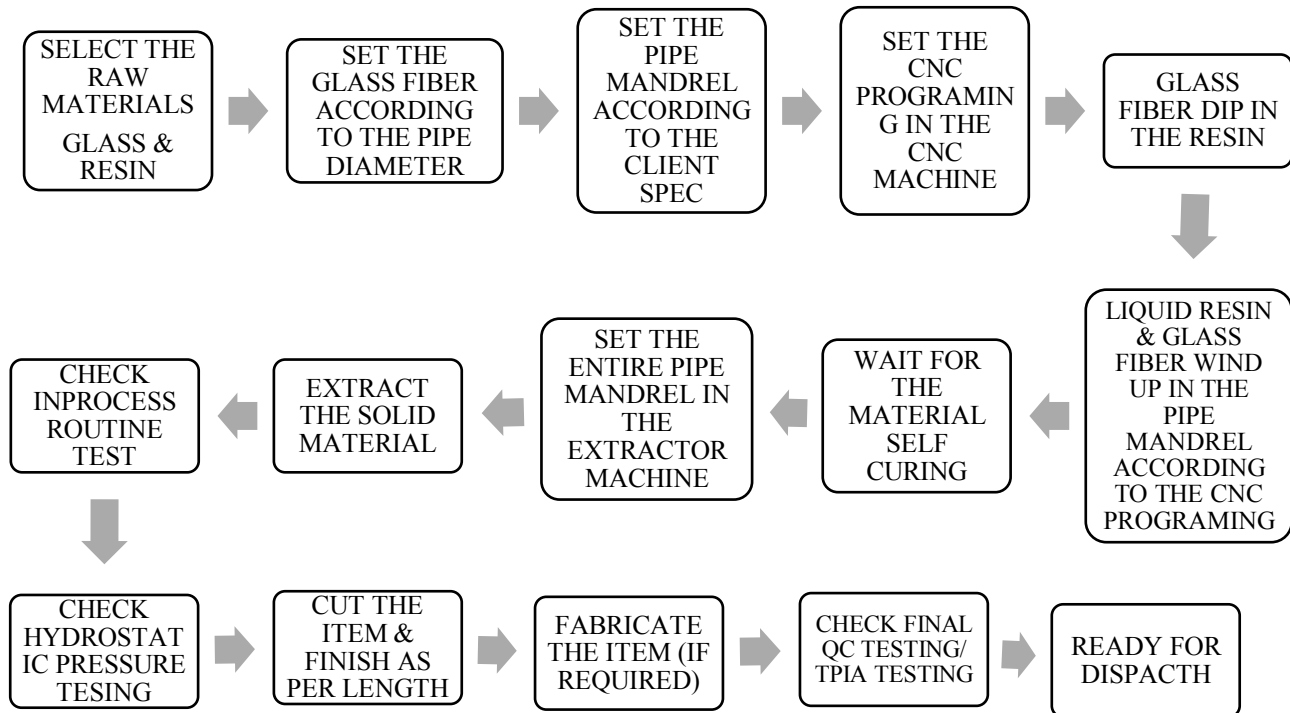 SELECT THE
RAW
MATERIALS
GLASS &
RESIN
SET THE
GLASS FIBER
ACCORDING
TO THE PIPE
DIAMETER
SET THE
PIPE
MANDREL
ACCORDING
TO THE
CLIENT
SPEC
SET THE
CNC
PROGRAMIN
G IN THE
CNC
MACHINE
GLASS
FIBER DIP IN
THE RESIN
LIQUID RESIN
& GLASS
FIBER WIND
UP IN THE
PIPE
MANDREL
ACCORDING
TO THE CNC
PROGRAMING
WAIT FOR
THE
MATERIAL
SELF
CURING
SET THE
ENTIRE PIPE
MANDREL IN
THE
EXTRACTOR
MACHINE
EXTRACT
THE SOLID
MATERIAL
CHECK
INPROCESS
ROUTINE
TEST
CHECK
HYDROSTAT
IC PRESSURE
TESING
CUT THE
ITEM &
FINISH AS
PER LENGTH
FABRICATE
THE ITEM (IF
REQUIRED)
CHECK FINAL
QC TESTING/
TPIA TESTING
READY FOR
DISPACTH